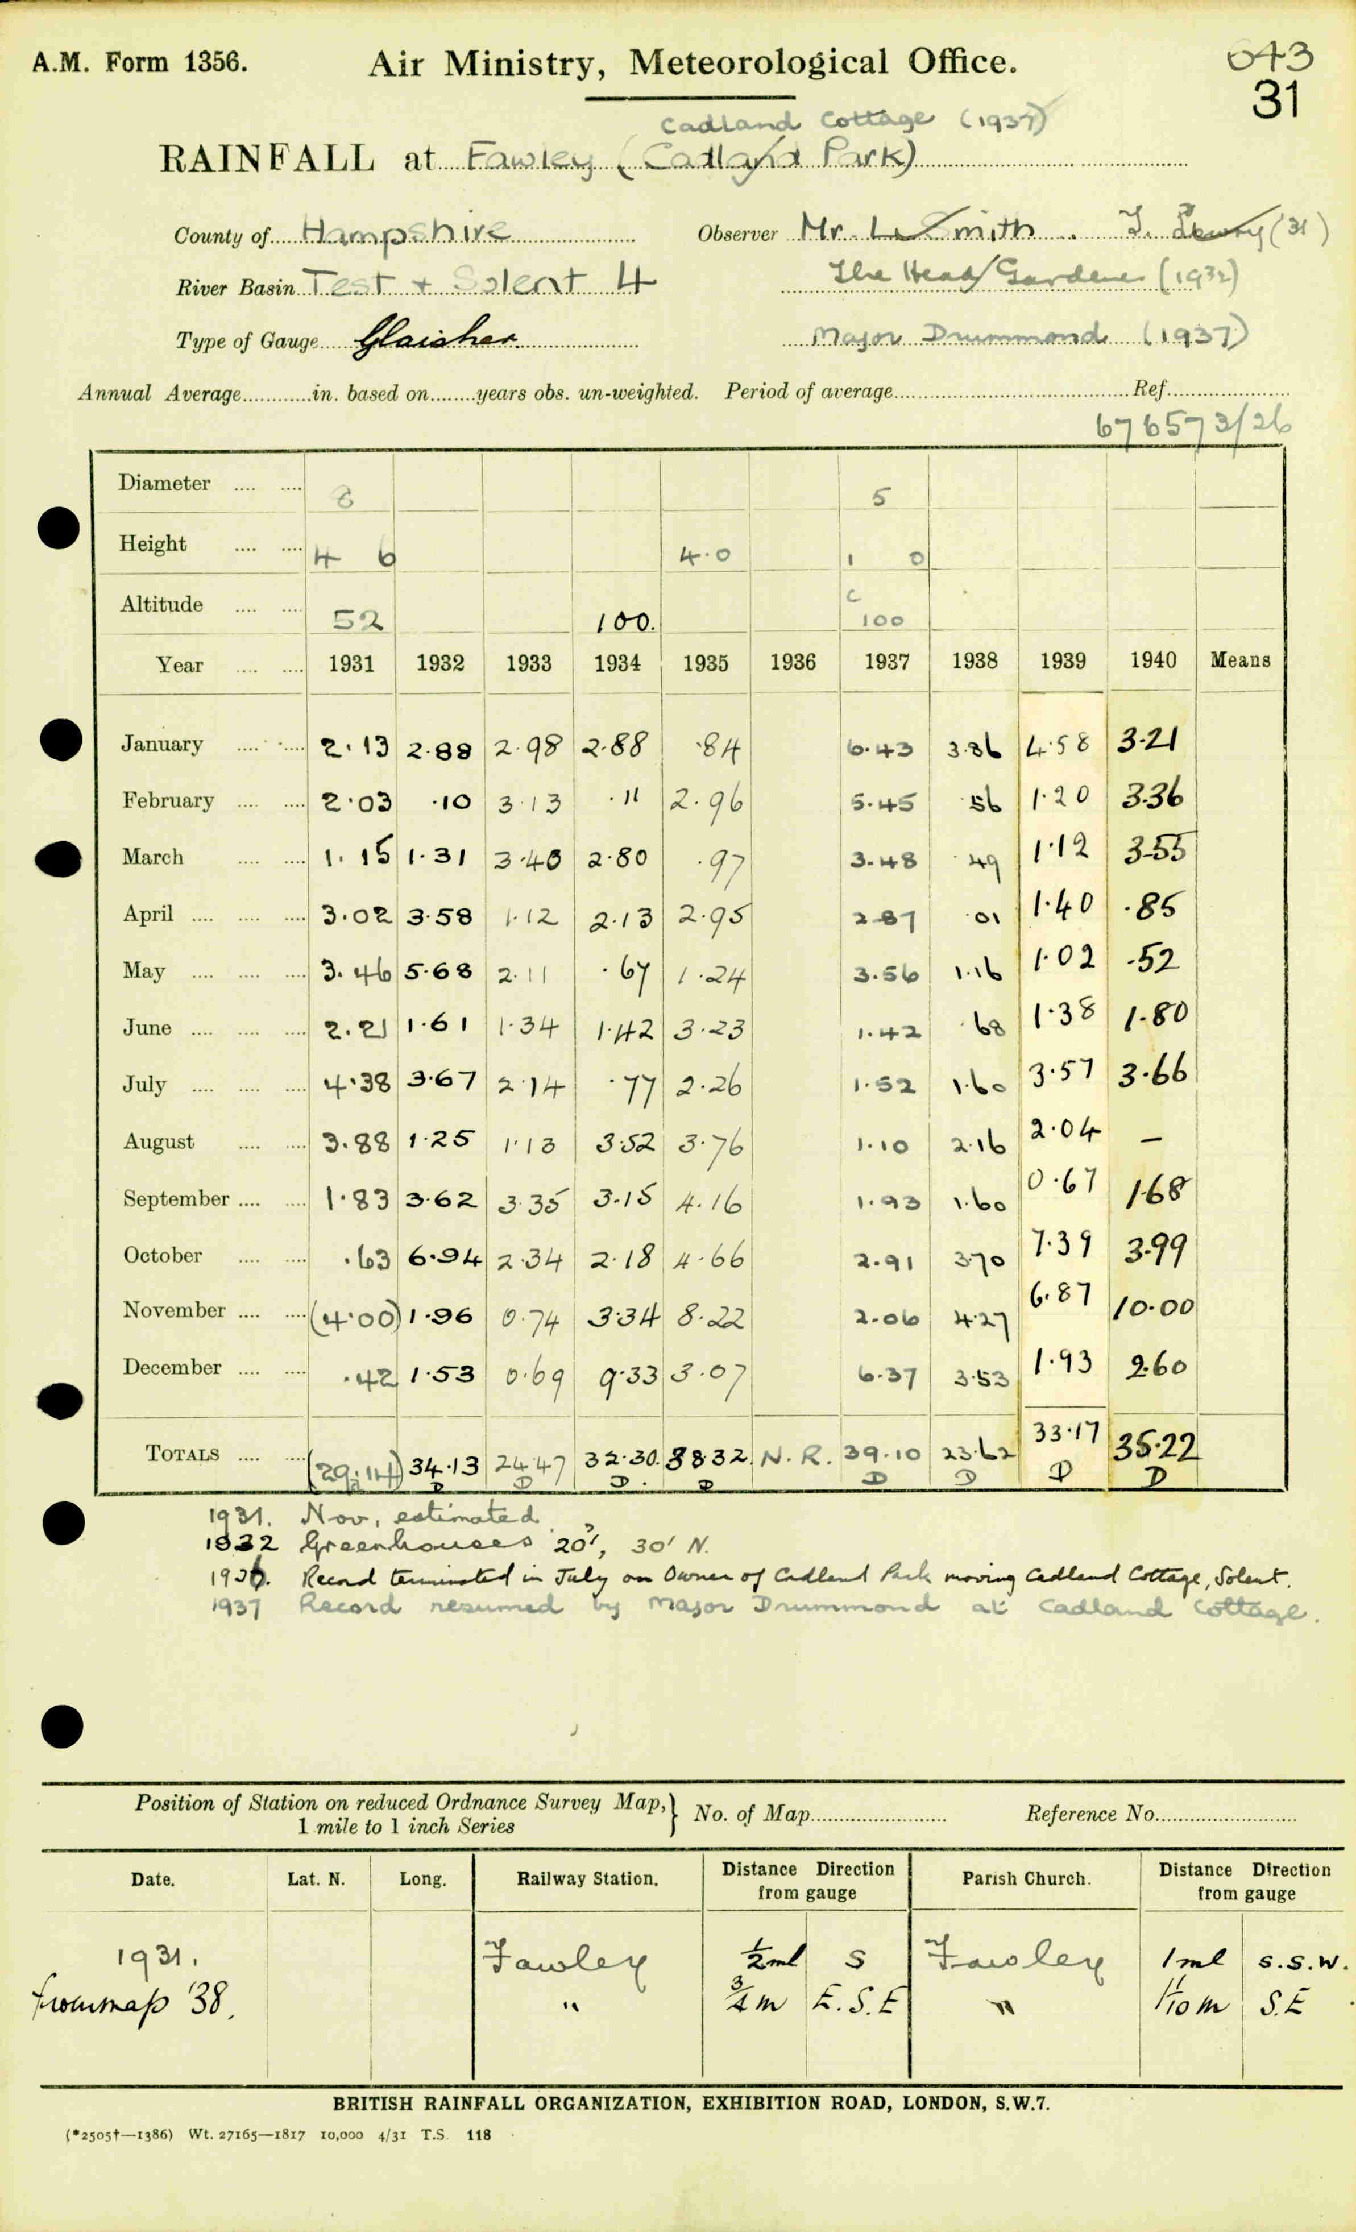 A.M. Form 1356. Air Ministry, Meteorological Office. 643
31
Cadland Cottage (1937)
RAINFALL at Fawley (Cadland Park)
County of Hampshire Observer Mr. L. Smith. (31)
River Basin Test + Solent 4 The Head Gardener (1932)
Type of Gauge Glaisher Major Drummond (1937)
Annual Average in. based on years obs. un-weighted. Period of average Ref.
676573/26
Diameter 8 5
Height 4 6 4.0 1 0
Altitude 52 100. C 100
Year 1931 1932 1933 1934 1935 1936 1937 1938 1939 1940 Means
January 2.13 2.88 2.98 2.88 .84 6.43 3.86 4.58 3.21
February 2.03 .10 3.13 .11 2.96 5.45 .56 1.20 3.36
March 1.15 1.31 3.40 2.80 .97 3.48 .49 1.12 3.55
April 3.02 3.58 1.12 2.13 2.95 2.87 .01 1.40 .85
May 3.46 5.68 2.11 .67 1.24 3.56 1.16 1.02 .52
June 2.21 1.61 1.34 1.42 3.23 1.42 .68 1.38 1.80
July 4.38 3.67 2.14 .77 2.26 1.52 1.60 3.57 3.66
August 3.88 1.25 1.13 3.52 3.76 1.10 2.16 2.04 —
September 1.83 3.62 3.35 3.15 4.16 1.93 1.60 0.67 1.68
October .63 6.94 2.34 2.18 4.66 2.91 3.70 7.39 3.99
November (4.00) 1.96 0.74 3.34 8.22 2.06 4.27 6.87 10.00
December .42 1.53 0.69 9.33 3.07 6.37 3.53 1.93 2.60
TOTALS (29.14) 34.13 24.47 32.30. 38.32. N.R. 39.10 23.62 33.17 35.22
D D D D D D D D
1931. Nov, estimated
1932 Greenhouses 20', 30' N.
1936. Record terminated in July on Owner of Cadland Park moving Cadland Cottage, Solent.
1937 Record resumed by Major Drummond at Cadland Cottage.
Position of Station on reduced Ordnance Survey Map, 1 mile to 1 inch Series } No. of Map Reference No.
Date. Lat. N. Long. Railway Station. Distance Direction from gauge Parish Church. Distance Direction from gauge
1931. Fawley ½ml S Fawley 1ml S.S.W.
from map '38. " ¾m E.S.E " 1 1/10 m S.E
BRITISH RAINFALL ORGANIZATION, EXHIBITION ROAD, LONDON, S.W.7.
(*2505†—1386) Wt. 27165—1817 10,000 4/31 T.S. 118